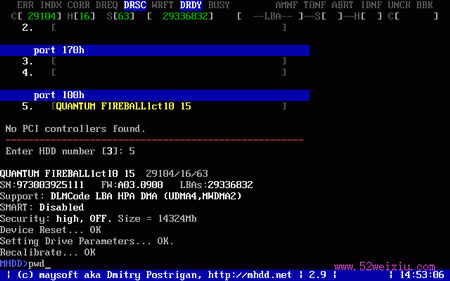 ERR INDX CORR DREQ DRSC WRFT DRDY BUSY AMNF T0NF ABRT IDNF UNCR BBK
C[ 29104] H[16] S[63] [ 29336832] [ --LBA-- ]S[ ]H[ ]C[ ]
2. [ ]
port 170h
3. [ ]
4. [ ]
port 180h
5. [QUANTUM FIREBALLlct10 15 ]
No PCI controllers found.
Enter HDD number [3]: 5
QUANTUM FIREBALLlct10 15 29104/16/63
SN:973003925111 FW:A03.0900 LBAs:29336832
Support: DLMCode LBA HPA DMA (UDMA4,MWDMA2)
SMART: Disabled
Security: high, OFF. Size = 14324Mb
Device Reset... OK
Setting Drive Parameters... OK.
Recalibrate... OK
MHDD>pwd_
www.52weixiu.com
| (c) maysoft aka Dmitry Postrigan, http://mhdd.net | 2.9 | | 14:53:06